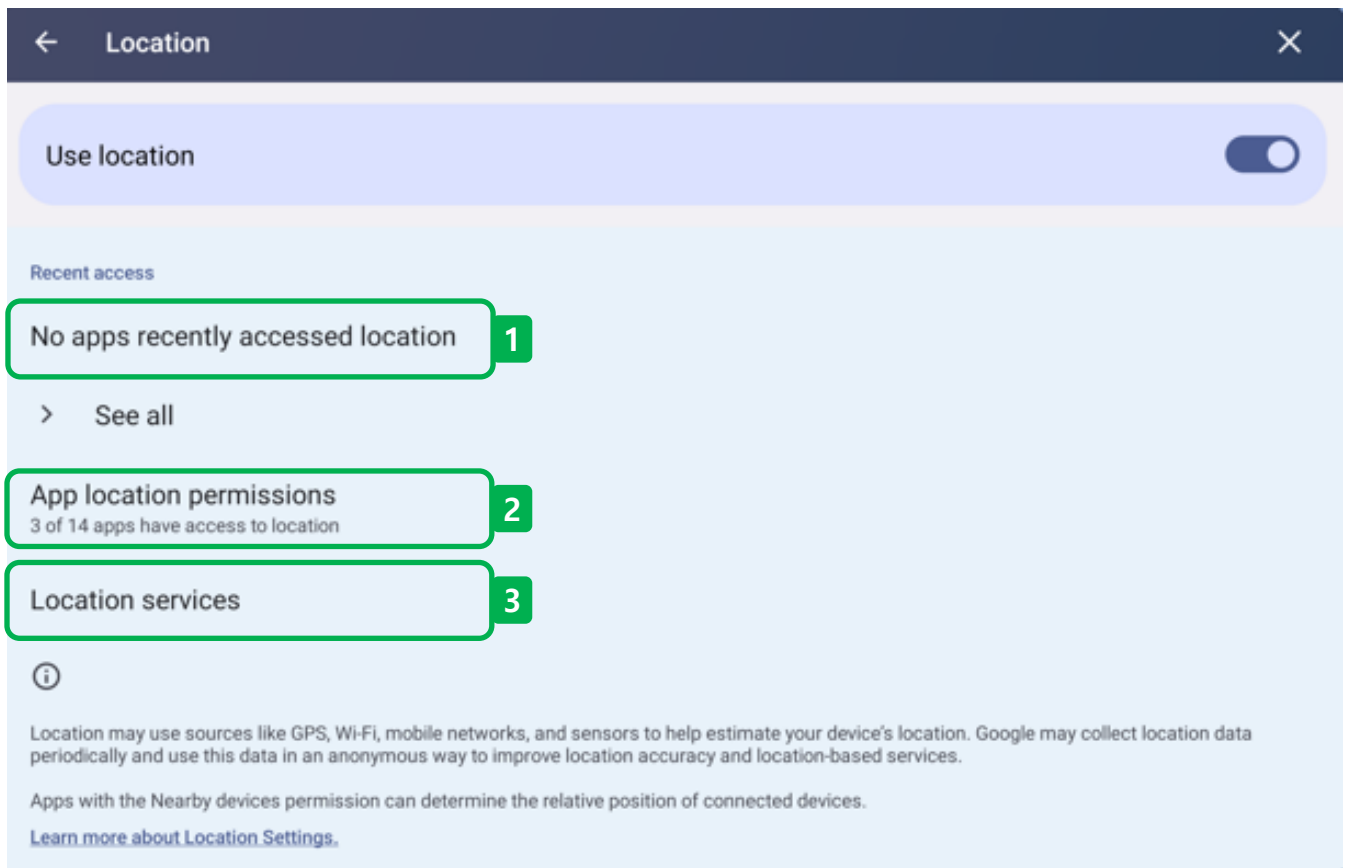 Location
Use location
Recent access
No apps recently accessed location
1
See all
App location permissions
3 of 14 apps have access to location
2
Location services
3
Location may use sources like GPS, Wi-Fi, mobile networks, and sensors to help estimate your device's location. Google may collect location data
periodically and use this data in an anonymous way to improve location accuracy and location-based services.
Apps with the Nearby devices permission can determine the relative position of connected devices.
Learn more about Location Settings.